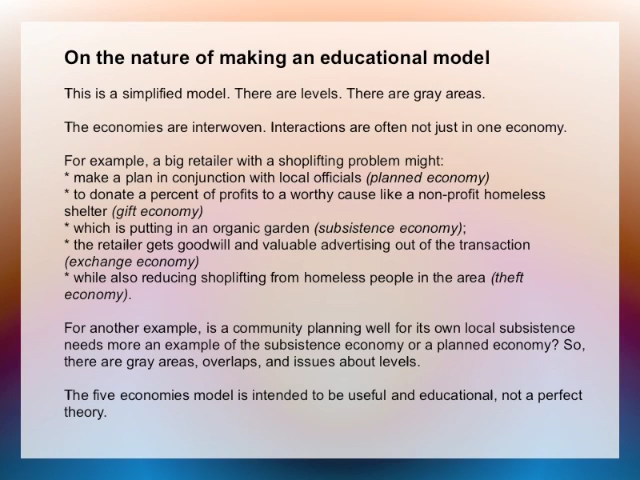 On the nature of making an educational model
This is a simplified model. There are levels. There are gray areas.
The economies are interwoven. Interactions are often not just in one economy.
For example, a big retailer with a shoplifting problem might:
* make a plan in conjunction with local officials (planned economy)
* to donate a percent of profits to a worthy cause like a non-profit homeless
shelter (gift economy)
* which is putting in an organic garden (subsistence economy);
* the retailer gets goodwill and valuable advertising out of the transaction
(exchange economy)
* while also reducing shoplifting from homeless people in the area (theft
economy).
For another example, is a community planning well for its own local subsistence
needs more an example of the subsistence economy or a planned economy? So,
there are gray areas, overlaps, and issues about levels.
The five economies model is intended to be useful and educational, not a perfect
theory.